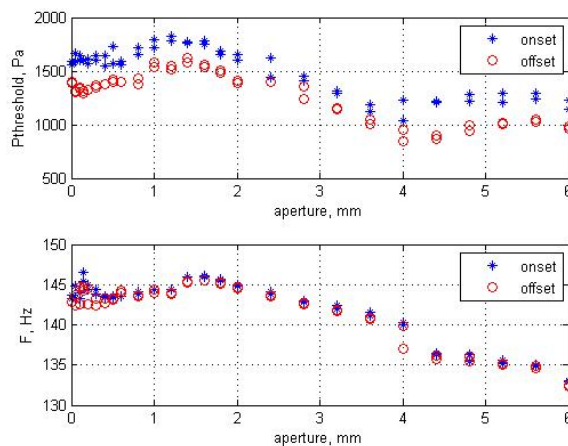 2000
1500
1000
500
Pthreshold, Pa
onset
offset
0 1 2 3 4 5 6
aperture, mm
150
145
140
135
130
F, Hz
onset
offset
0 1 2 3 4 5 6
aperture, mm